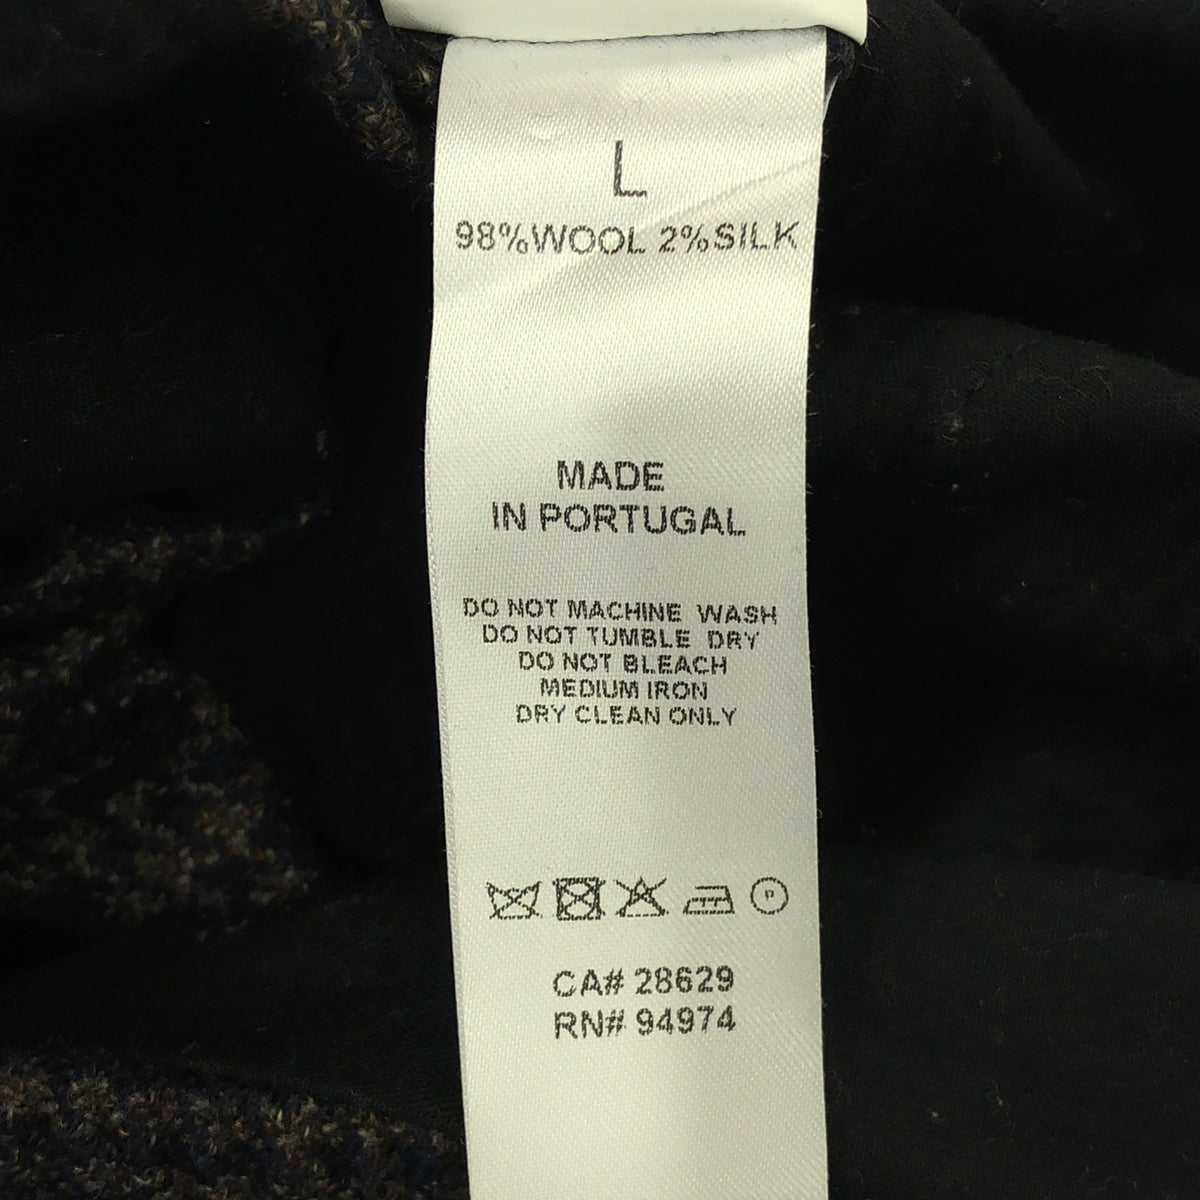 L
98%WOOL 2%SILK
MADE
IN PORTUGAL
DO NOT MACHINE WASH
DO NOT TUMBLE DRY
DO NOT BLEACH
MEDIUM IRON
DRY CLEAN ONLY
CA# 28629
RN# 94974